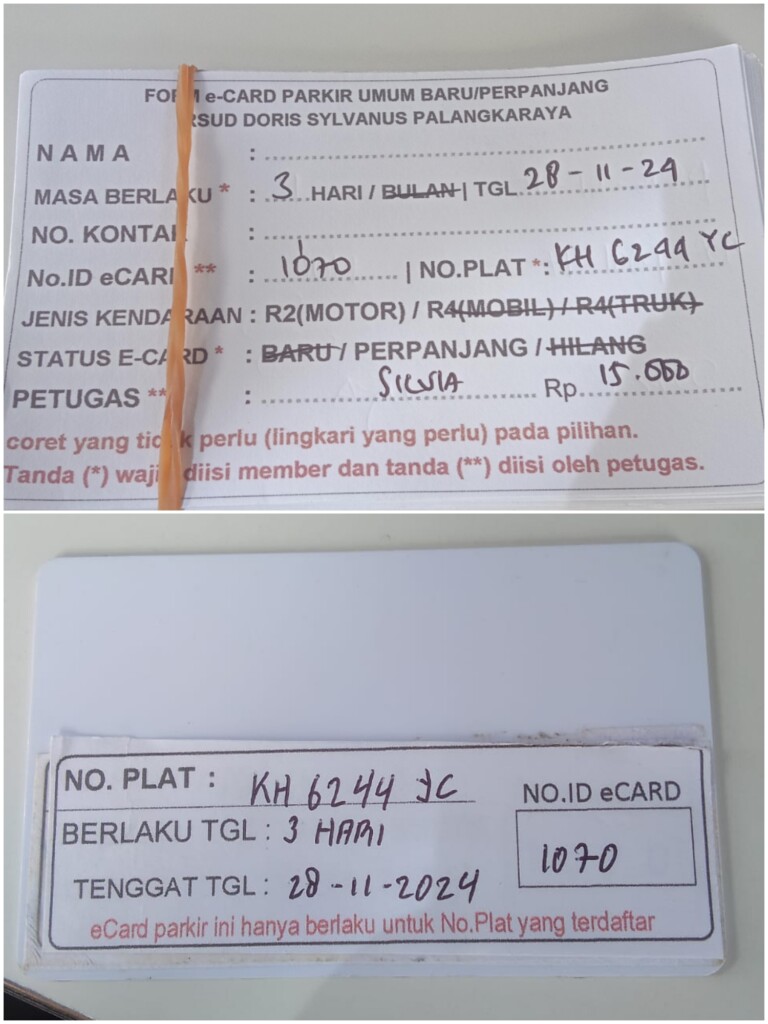 FORM e-CARD PARKIR UMUM BARU/PERPANJANG
RSUD DORIS SYLVANUS PALANGKARAYA
N A M A :
MASA BERLAKU * : 3 HARI / BULAN | TGL 28-11-24
NO. KONTAK :
No.ID eCARD ** : 1070 | NO.PLAT *: KH 6244 YC
JENIS KENDARAAN : R2(MOTOR) / R4(MOBIL) / R4(TRUK)
STATUS E-CARD * : BARU / PERPANJANG / HILANG
PETUGAS ** : SILVIA Rp. 15.000
coret yang tidak perlu (lingkari yang perlu) pada pilihan.
Tanda (*) wajib diisi member dan tanda (**) diisi oleh petugas.
NO. PLAT : KH 6244 YC
NO.ID eCARD
BERLAKU TGL : 3 HARI
1070
TENGGAT TGL : 28-11-2024
eCard parkir ini hanya berlaku untuk No.Plat yang terdaftar